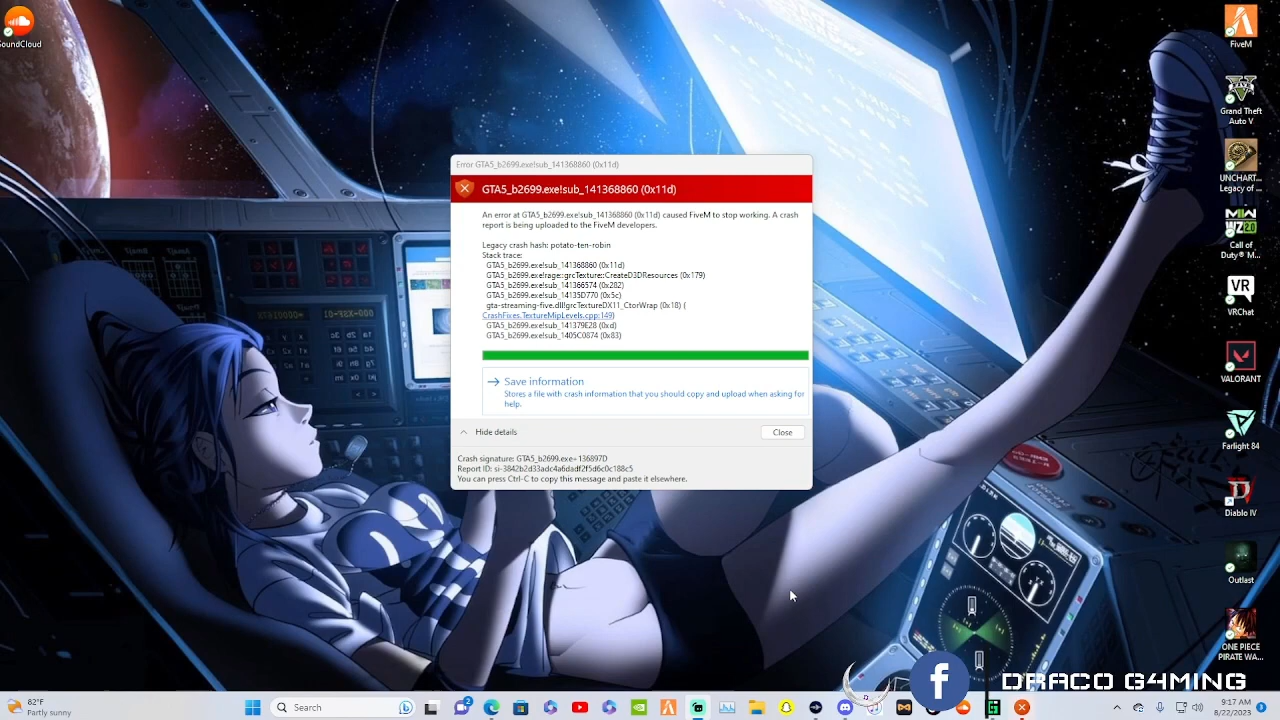 SoundCloud
FiveM
Grand Theft
Auto V
UNCHART...
Legacy of ...
Call of
Duty® M...
VRChat
VALORANT
Farlight 84
Diablo IV
Outlast
ONE PIECE
PIRATE WA...
Error GTA5_b2699.exe!sub_141368860 (0x11d)
GTA5_b2699.exe!sub_141368860 (0x11d)
An error at GTA5_b2699.exe!sub_141368860 (0x11d) caused FiveM to stop working. A crash
report is being uploaded to the FiveM developers.
Legacy crash hash: potato-ten-robin
Stack trace:
GTA5_b2699.exe!sub_141368860 (0x11d)
GTA5_b2699.exe!rage::grcTexture::CreateD3DResources (0x179)
GTA5_b2699.exe!sub_141366574 (0x282)
GTA5_b2699.exe!sub_14135D770 (0x5c)
gta-streaming-five.dll!grcTextureDX11_CtorWrap (0x18) (
CrashFixes.TextureMipLevels.cpp:149)
GTA5_b2699.exe!sub_141379E28 (0xd)
GTA5_b2699.exe!sub_1405C0874 (0x83)
Save information
Stores a file with crash information that you should copy and upload when asking for
help.
Hide details
Close
Crash signature: GTA5_b2699.exe+136897D
Report ID: si-3842b2d33adc4a6dadf2f5d6c0c188c5
You can press Ctrl-C to copy this message and paste it elsewhere.
DRACO G4MING
82°F
Partly sunny
Search
2
9:17 AM
8/22/2023
3